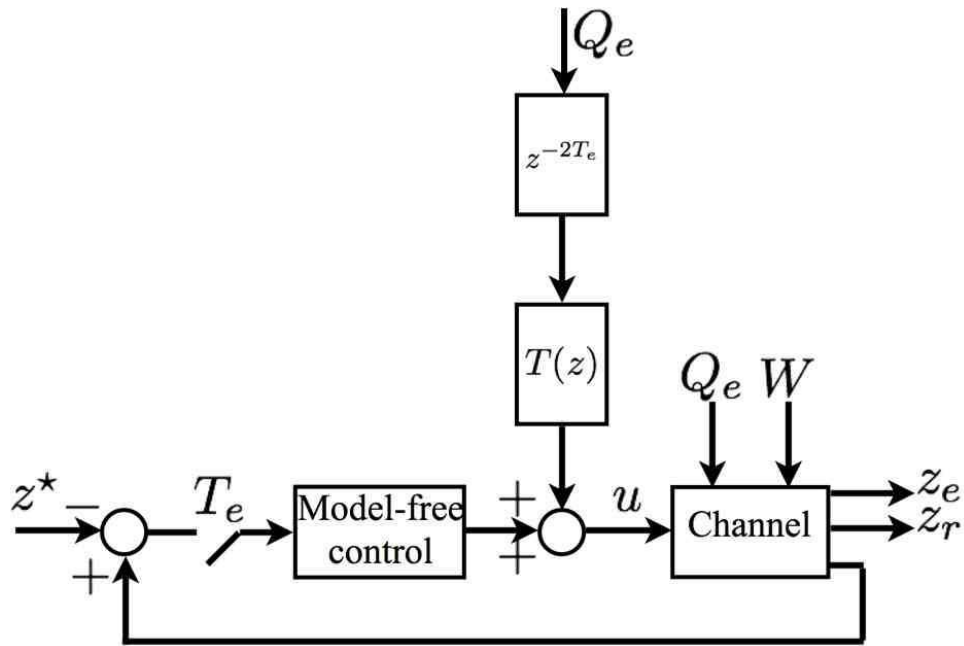 Q_e
z^{-2T_e}
T(z)
Q_e W
z^⋆ − T_e Model-free control + u Channel z_e
z_r
+ +